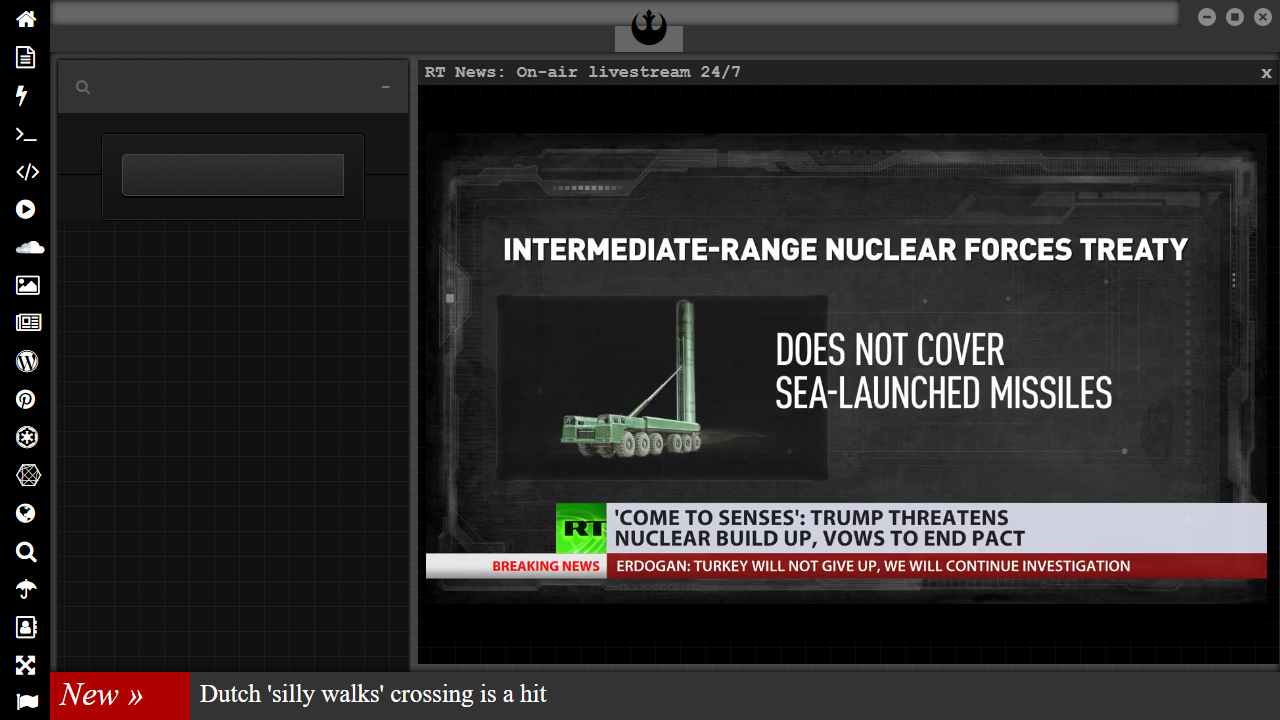 RT News: On-air livestream 24/7
x
INTERMEDIATE-RANGE NUCLEAR FORCES TREATY
DOES NOT COVER
SEA-LAUNCHED MISSILES
RT
'COME TO SENSES': TRUMP THREATENS
NUCLEAR BUILD UP, VOWS TO END PACT
BREAKING NEWS
ERDOGAN: TURKEY WILL NOT GIVE UP, WE WILL CONTINUE INVESTIGATION
New »
Dutch 'silly walks' crossing is a hit